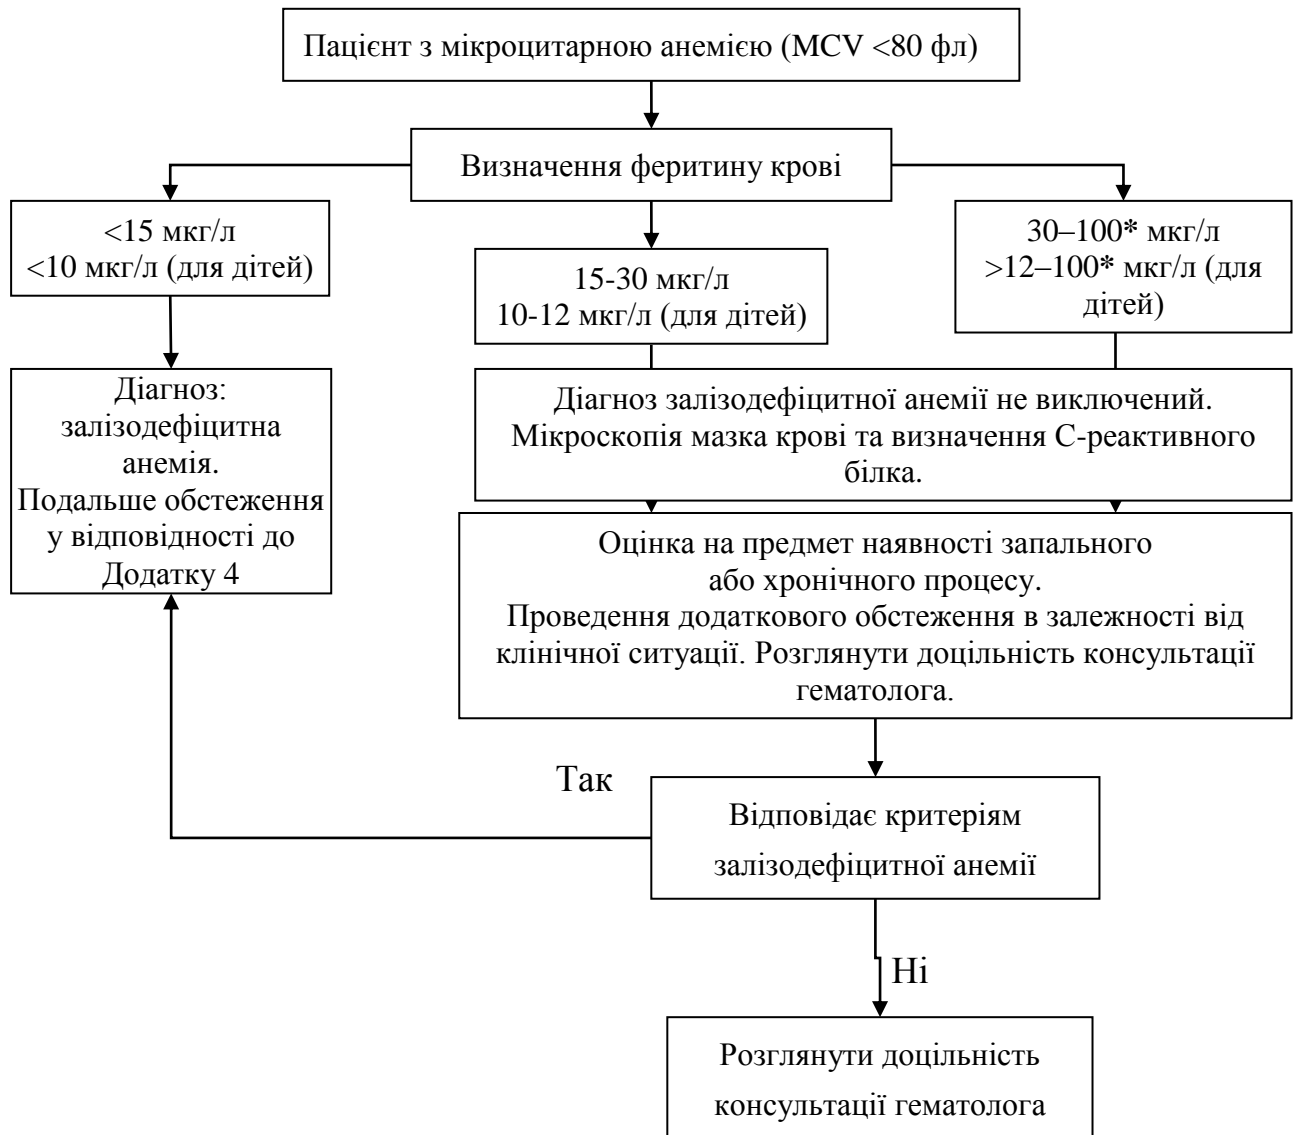 Пацієнт з мікроцитарною анемією (MCV <80 фл)
Визначення феритину крові
<15 мкг/л
<10 мкг/л (для дітей)
15-30 мкг/л
10-12 мкг/л (для дітей)
30–100* мкг/л
>12–100* мкг/л (для
дітей)
Діагноз:
залізодефіцитна
анемія.
Подальше обстеження
у відповідності до
Додатку 4
Діагноз залізодефіцитної анемії не виключений.
Мікроскопія мазка крові та визначення С-реактивного
білка.
Оцінка на предмет наявності запального
або хронічного процесу.
Проведення додаткового обстеження в залежності від
клінічної ситуації. Розглянути доцільність консультації
гематолога.
Так
Відповідає критеріям
залізодефіцитної анемії
Ні
Розглянути доцільність
консультації гематолога